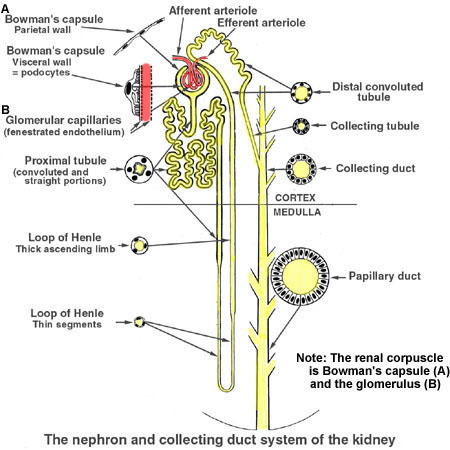 A
Bowman's capsule
Parietal wall
Afferent arteriole
Efferent arteriole
Bowman's capsule
Visceral wall
= podocytes
B
Glomerular capillaries
(fenestrated endothelium)
Distal convoluted
tubule
Collecting tubule
Proximal tubule
(convoluted and
straight portions)
Collecting duct
CORTEX
MEDULLA
Loop of Henle
Thick ascending limb
Papillary duct
Loop of Henle
Thin segments
Note: The renal corpuscle
is Bowman's capsule (A)
and the glomerulus (B)
The nephron and collecting duct system of the kidney